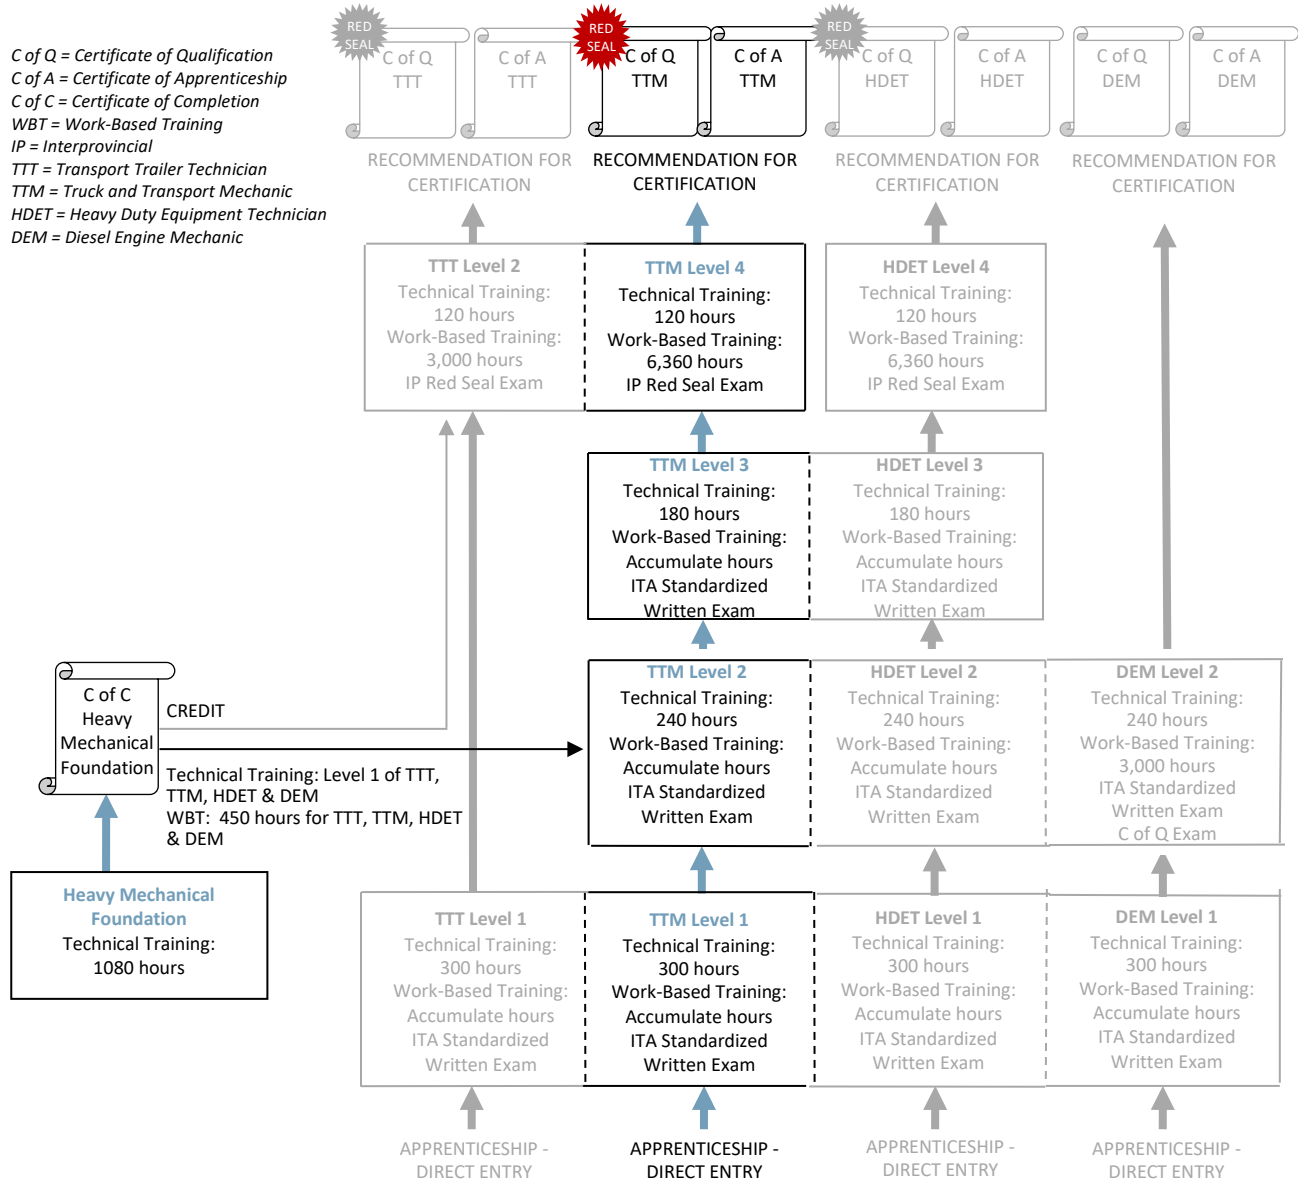 C of Q = Certificate of Qualification
C of A = Certificate of Apprenticeship
C of C = Certificate of Completion
WBT = Work-Based Training
IP = Interprovincial
TTT = Transport Trailer Technician
TTM = Truck and Transport Mechanic
HDET = Heavy Duty Equipment Technician
DEM = Diesel Engine Mechanic
RED
SEAL
C of Q
TTT
C of A
TTT
RECOMMENDATION FOR
CERTIFICATION
RED
SEAL
C of Q
TTM
C of A
TTM
RECOMMENDATION FOR
CERTIFICATION
RED
SEAL
C of Q
HDET
C of A
HDET
RECOMMENDATION FOR
CERTIFICATION
C of Q
DEM
C of A
DEM
RECOMMENDATION FOR
CERTIFICATION
TTT Level 2
Technical Training:
120 hours
Work-Based Training:
3,000 hours
IP Red Seal Exam
TTM Level 4
Technical Training:
120 hours
Work-Based Training:
6,360 hours
IP Red Seal Exam
HDET Level 4
Technical Training:
120 hours
Work-Based Training:
6,360 hours
IP Red Seal Exam
TTM Level 3
Technical Training:
180 hours
Work-Based Training:
Accumulate hours
ITA Standardized
Written Exam
HDET Level 3
Technical Training:
180 hours
Work-Based Training:
Accumulate hours
ITA Standardized
Written Exam
C of C
Heavy
Mechanical
Foundation
CREDIT
Technical Training: Level 1 of TTT,
TTM, HDET & DEM
WBT: 450 hours for TTT, TTM, HDET
& DEM
TTM Level 2
Technical Training:
240 hours
Work-Based Training:
Accumulate hours
ITA Standardized
Written Exam
HDET Level 2
Technical Training:
240 hours
Work-Based Training:
Accumulate hours
ITA Standardized
Written Exam
DEM Level 2
Technical Training:
240 hours
Work-Based Training:
3,000 hours
ITA Standardized
Written Exam
C of Q Exam
Heavy Mechanical
Foundation
Technical Training:
1080 hours
TTT Level 1
Technical Training:
300 hours
Work-Based Training:
Accumulate hours
ITA Standardized
Written Exam
TTM Level 1
Technical Training:
300 hours
Work-Based Training:
Accumulate hours
ITA Standardized
Written Exam
HDET Level 1
Technical Training:
300 hours
Work-Based Training:
Accumulate hours
ITA Standardized
Written Exam
DEM Level 1
Technical Training:
300 hours
Work-Based Training:
Accumulate hours
ITA Standardized
Written Exam
APPRENTICESHIP -
DIRECT ENTRY
APPRENTICESHIP -
DIRECT ENTRY
APPRENTICESHIP -
DIRECT ENTRY
APPRENTICESHIP -
DIRECT ENTRY